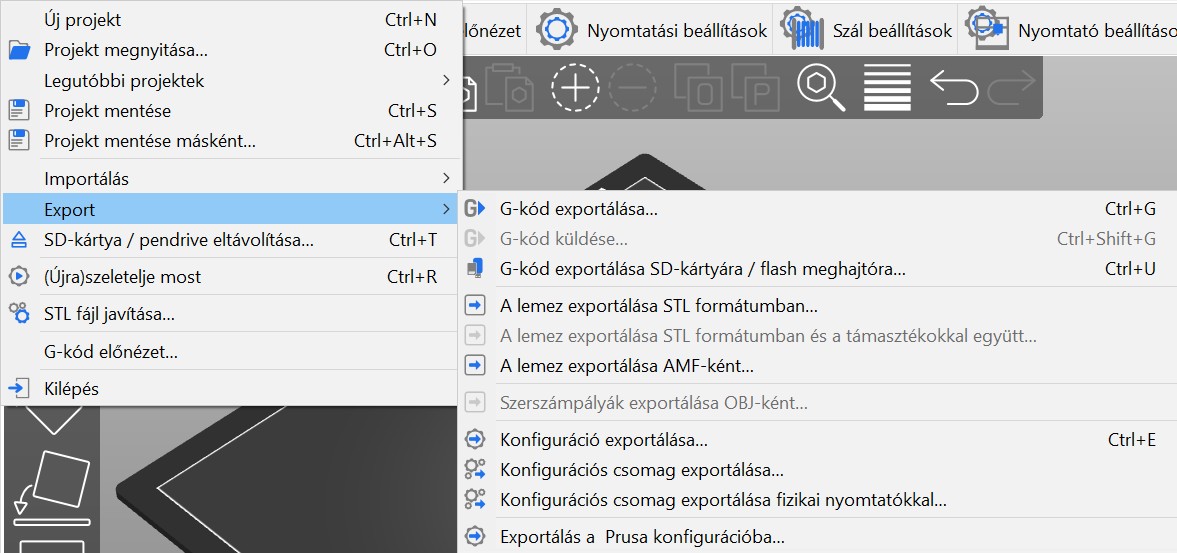 Új projekt Ctrl+N
Projekt megnyitása... Ctrl+O
Legutóbbi projektek
Projekt mentése Ctrl+S
Projekt mentése másként... Ctrl+Alt+S
Importálás
Export
SD-kártya / pendrive eltávolítása... Ctrl+T
(Újra)szeletelje most Ctrl+R
STL fájl javítása...
G-kód előnézet...
Kilépés
lőnézet Nyomtatási beállítások Szál beállítások Nyomtató beállításo
G-kód exportálása... Ctrl+G
G-kód küldése... Ctrl+Shift+G
G-kód exportálása SD-kártyára / flash meghajtóra... Ctrl+U
A lemez exportálása STL formátumban...
A lemez exportálása STL formátumban és a támasztékokkal együtt...
A lemez exportálása AMF-ként...
Szerszámpályák exportálása OBJ-ként...
Konfiguráció exportálása... Ctrl+E
Konfigurációs csomag exportálása...
Konfigurációs csomag exportálása fizikai nyomtatókkal...
Exportálás a  Prusa konfigurációba...